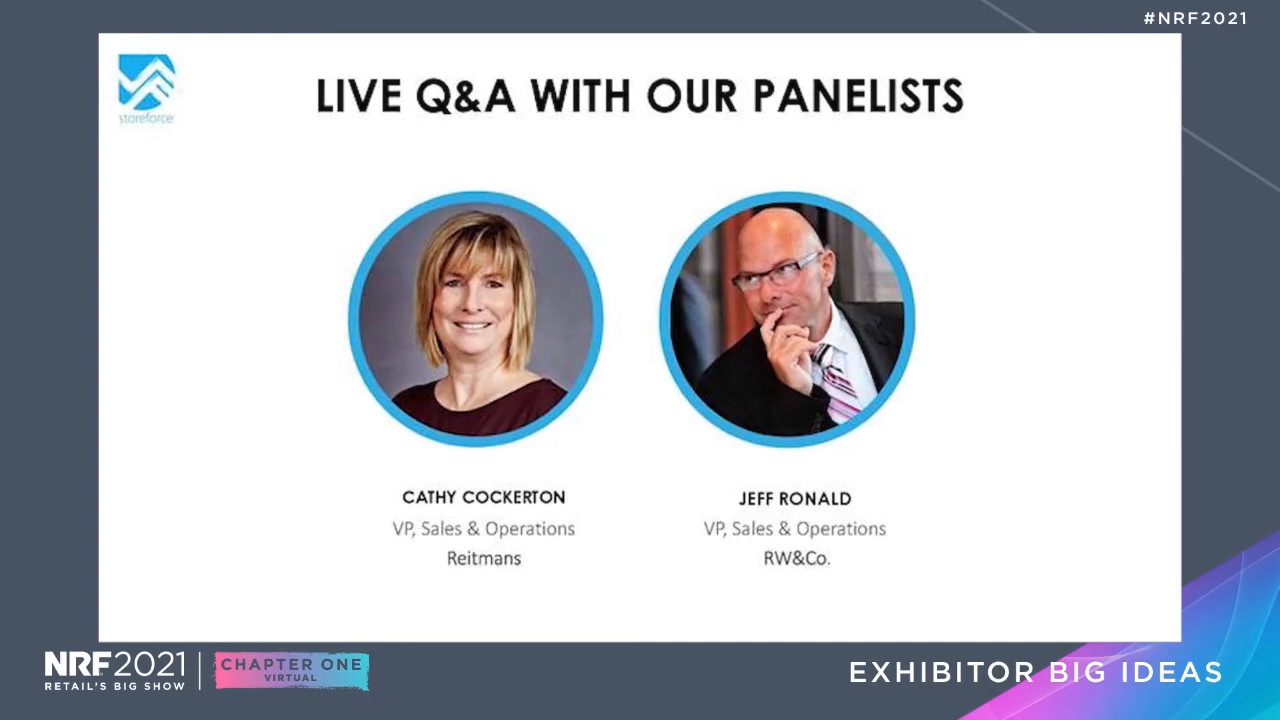 #NRF2021
storeforce
LIVE Q&A WITH OUR PANELISTS
CATHY COCKERTON
VP, Sales & Operations
Reitmans
JEFF RONALD
VP, Sales & Operations
RW&Co.
NRF2021
RETAIL'S BIG SHOW
CHAPTER ONE
VIRTUAL
EXHIBITOR BIG IDEAS